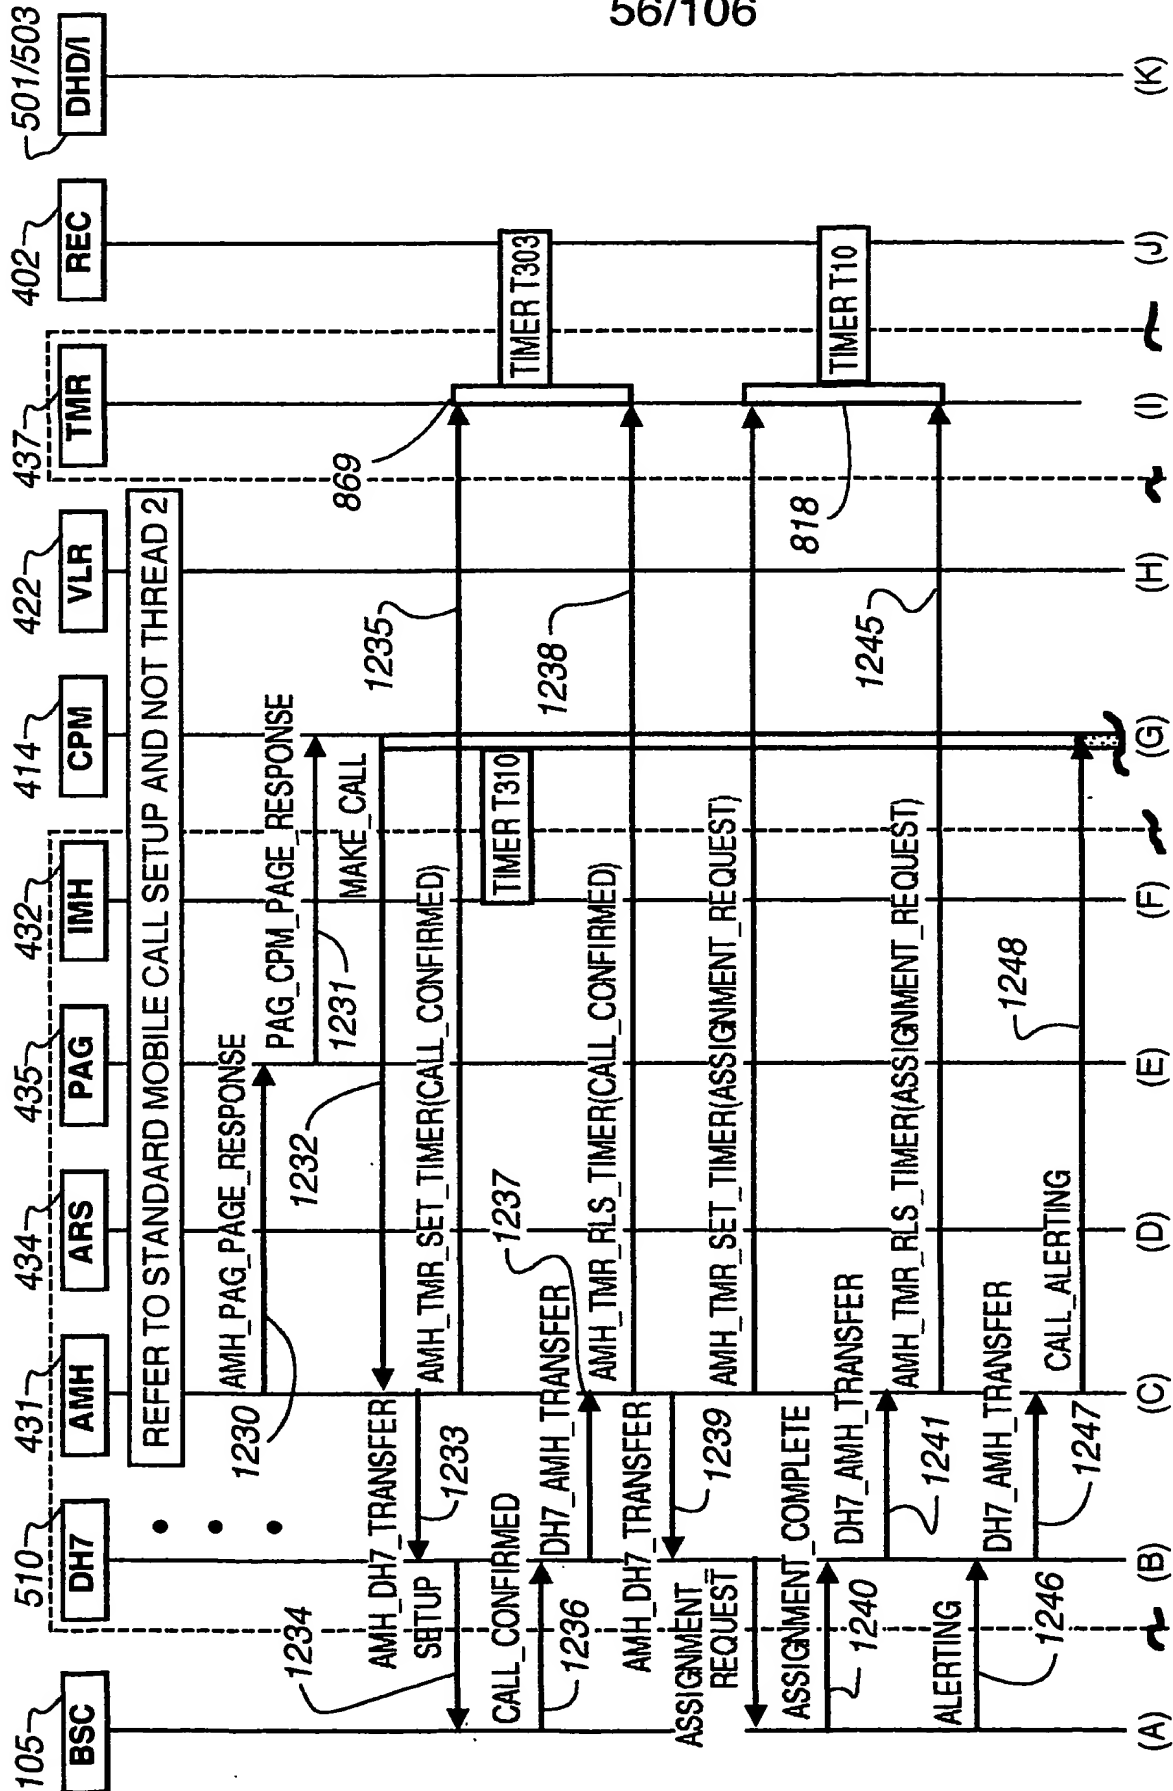 56/106
105
BSC
510
DH7
431
AMH
434
ARS
435
PAG
432
IMH
414
CPM
422
VLR
437
TMR
402
REC
501/503
DHD/I
REFER TO STANDARD MOBILE CALL SETUP AND NOT THREAD 2
AMH_PAG_PAGE_RESPONSE
1230
PAG_CPM_PAGE_RESPONSE
1231
MAKE_CALL
1232
AMH_DH7_TRANSFER
1233
SETUP
1234
AMH_TMR_SET_TIMER(CALL_CONFIRMED)
1235
869
TIMER T303
TIMER T310
CALL_CONFIRMED
1236
DH7_AMH_TRANSFER
1237
AMH_TMR_RLS_TIMER(CALL_CONFIRMED)
1238
AMH_DH7_TRANSFER
1239
ASSIGNMENT_
REQUEST
AMH_TMR_SET_TIMER(ASSIGNMENT_REQUEST)
818
TIMER T10
ASSIGNMENT_COMPLETE
1240
DH7_AMH_TRANSFER
1241
AMH_TMR_RLS_TIMER(ASSIGNMENT_REQUEST)
1245
ALERTING
1246
DH7_AMH_TRANSFER
1247
CALL_ALERTING
1248
(A)
(B)
(C)
(D)
(E)
(F)
(G)
(H)
(I)
(J)
(K)